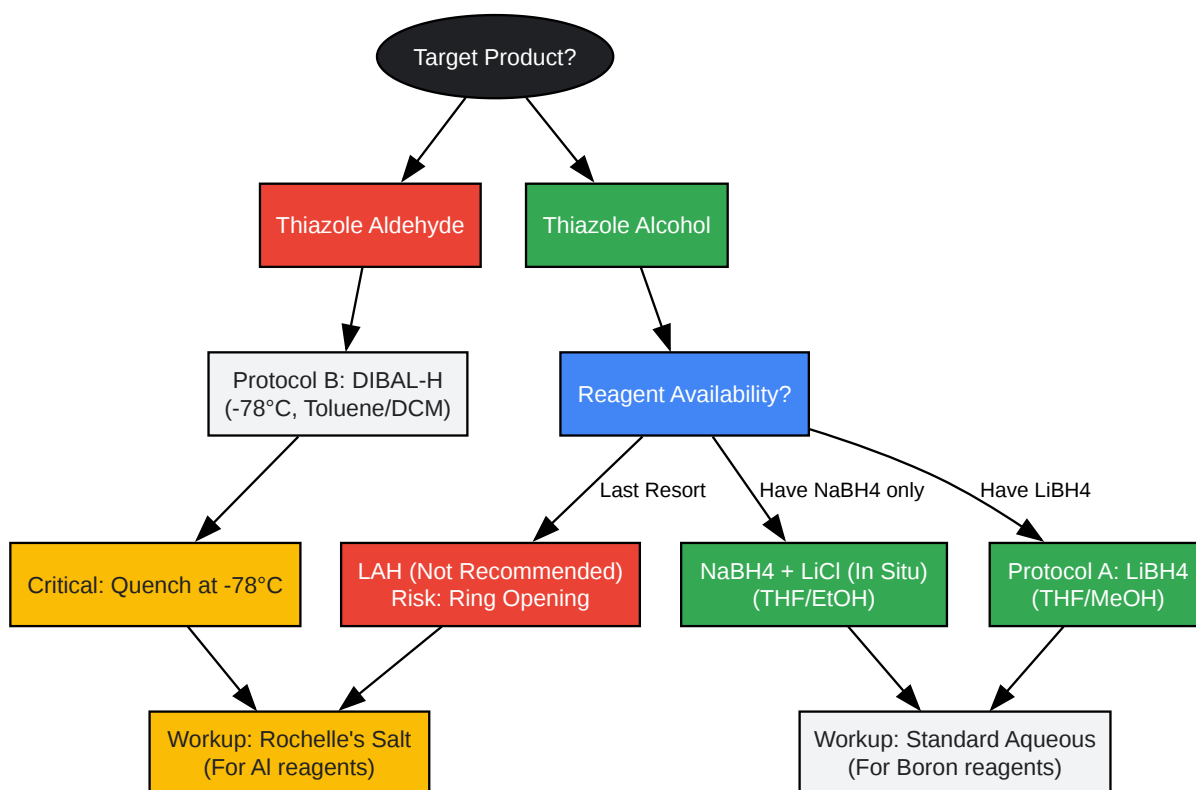 Target Product?
Thiazole Aldehyde
Thiazole Alcohol
Protocol B: DIBAL-H
(-78°C, Toluene/DCM)
Reagent Availability?
Last Resort
Have NaBH4 only
Have LiBH4
Critical: Quench at -78°C
LAH (Not Recommended)
Risk: Ring Opening
NaBH4 + LiCl (In Situ)
(THF/EtOH)
Protocol A: LiBH4
(THF/MeOH)
Workup: Rochelle's Salt
(For Al reagents)
Workup: Standard Aqueous
(For Boron reagents)